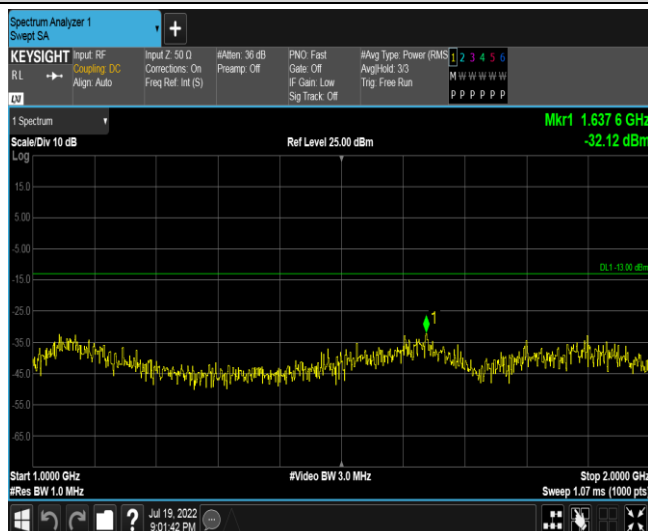 Spectrum Analyzer 1
Swept SA
+
KEYSIGHT Input: RF Input Z: 50 Ω #Atten: 36 dB PNO: Fast #Avg Type: Power (RMS 1 2 3 4 5 6
RL Coupling: DC Corrections: On Preamp: Off Gate: Off Avg|Hold: 3/3 M W W W W W
Align: Auto Freq Ref: Int (S) IF Gain: Low Trig: Free Run
Sig Track: Off P P P P P P
LXI
1 Spectrum Mkr1 1.637 6 GHz
Scale/Div 10 dB Ref Level 25.00 dBm -32.12 dBm
Log
15.0
5.00
-5.00
DL1 -13.00 dBm
-15.0
-25.0
1
-35.0
-45.0
-55.0
-65.0
Start 1.0000 GHz #Video BW 3.0 MHz Stop 2.0000 GHz
#Res BW 1.0 MHz Sweep 1.07 ms (1000 pts)
? Jul 19, 2022
9:01:42 PM